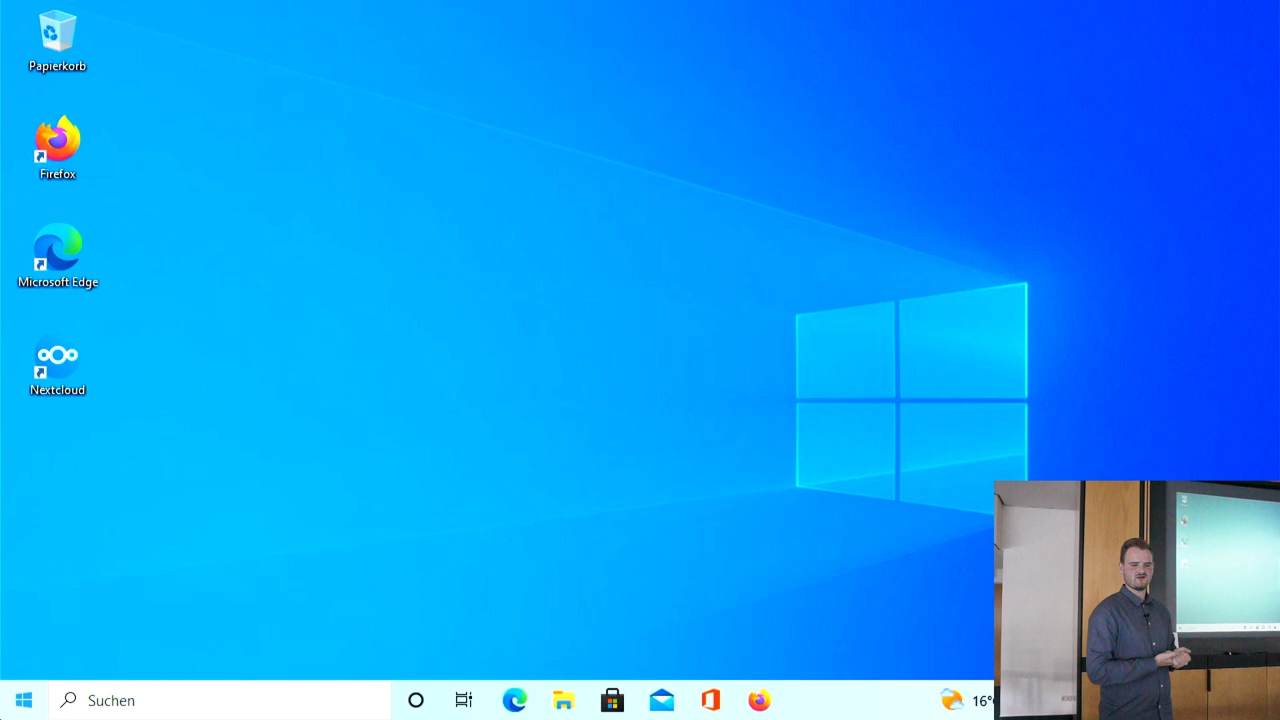 Papierkorb
Firefox
Microsoft Edge
Nextcloud
Suchen
16°